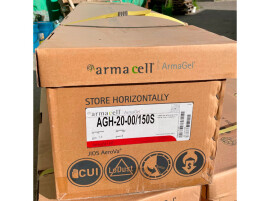 armacell | ArmaGel
STORE HORIZONTALLY
armacell
AGH-20-00/150S
CUI
LoDust